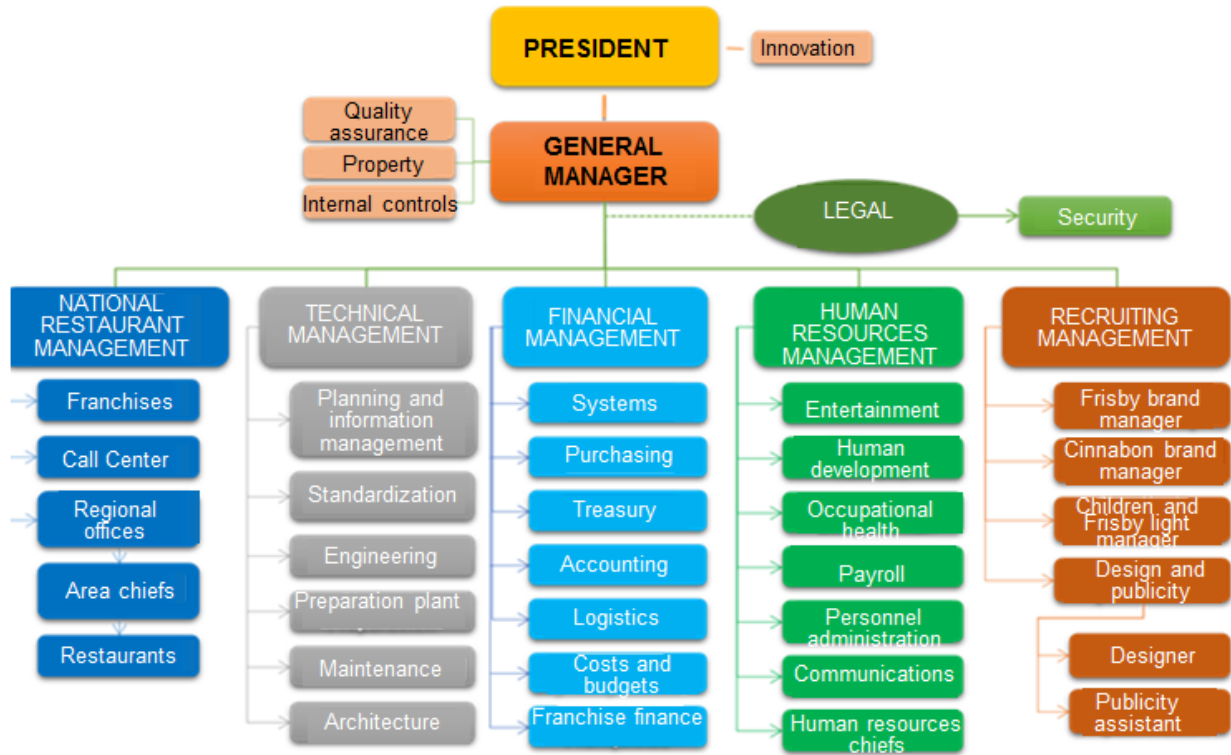 PRESIDENT
Innovation
Quality
assurance
Property
Internal controls
GENERAL
MANAGER
LEGAL
Security
NATIONAL
RESTAURANT
MANAGEMENT
Franchises
Call Center
Regional
offices
Area chiefs
Restaurants
TECHNICAL
MANAGEMENT
Planning and
information
management
Standardization
Engineering
Preparation plant
Maintenance
Architecture
FINANCIAL
MANAGEMENT
Systems
Purchasing
Treasury
Accounting
Logistics
Costs and
budgets
Franchise finance
HUMAN
RESOURCES
MANAGEMENT
Entertainment
Human
development
Occupational
health
Payroll
Personnel
administration
Communications
Human resources
chiefs
RECRUITING
MANAGEMENT
Frisby brand
manager
Cinnabon brand
manager
Children and
Frisby light
manager
Design and
publicity
Designer
Publicity
assistant